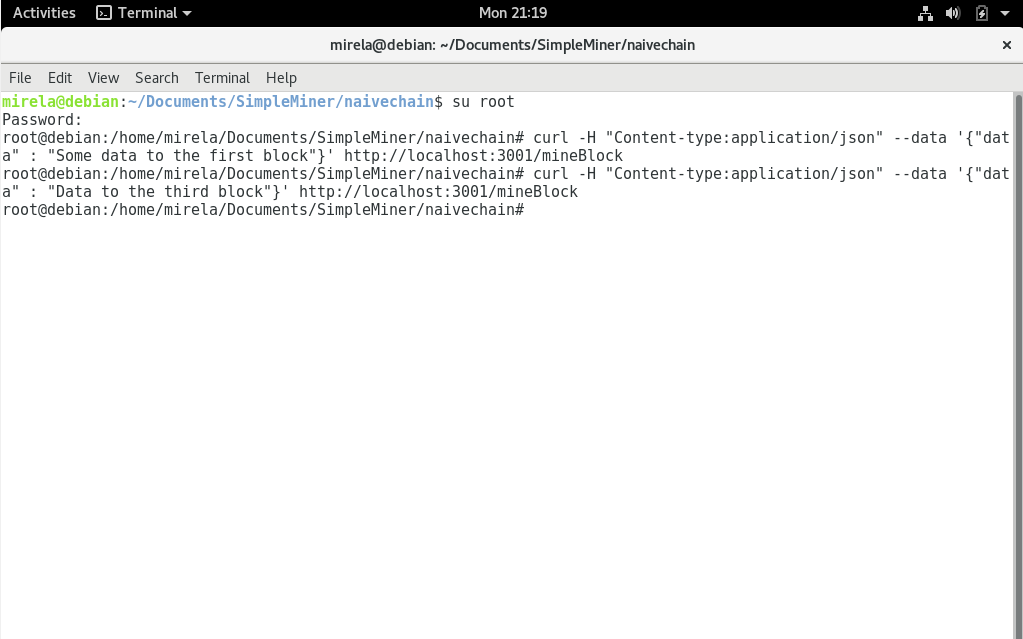 Activities Terminal Mon 21:19
mirela@debian: ~/Documents/SimpleMiner/naivechain ×
File Edit View Search Terminal Help
mirela@debian:~/Documents/SimpleMiner/naivechain$ su root
Password:
root@debian:/home/mirela/Documents/SimpleMiner/naivechain# curl -H "Content-type:application/json" --data '{"dat
a" : "Some data to the first block"}' http://localhost:3001/mineBlock
root@debian:/home/mirela/Documents/SimpleMiner/naivechain# curl -H "Content-type:application/json" --data '{"dat
a" : "Data to the third block"}' http://localhost:3001/mineBlock
root@debian:/home/mirela/Documents/SimpleMiner/naivechain#